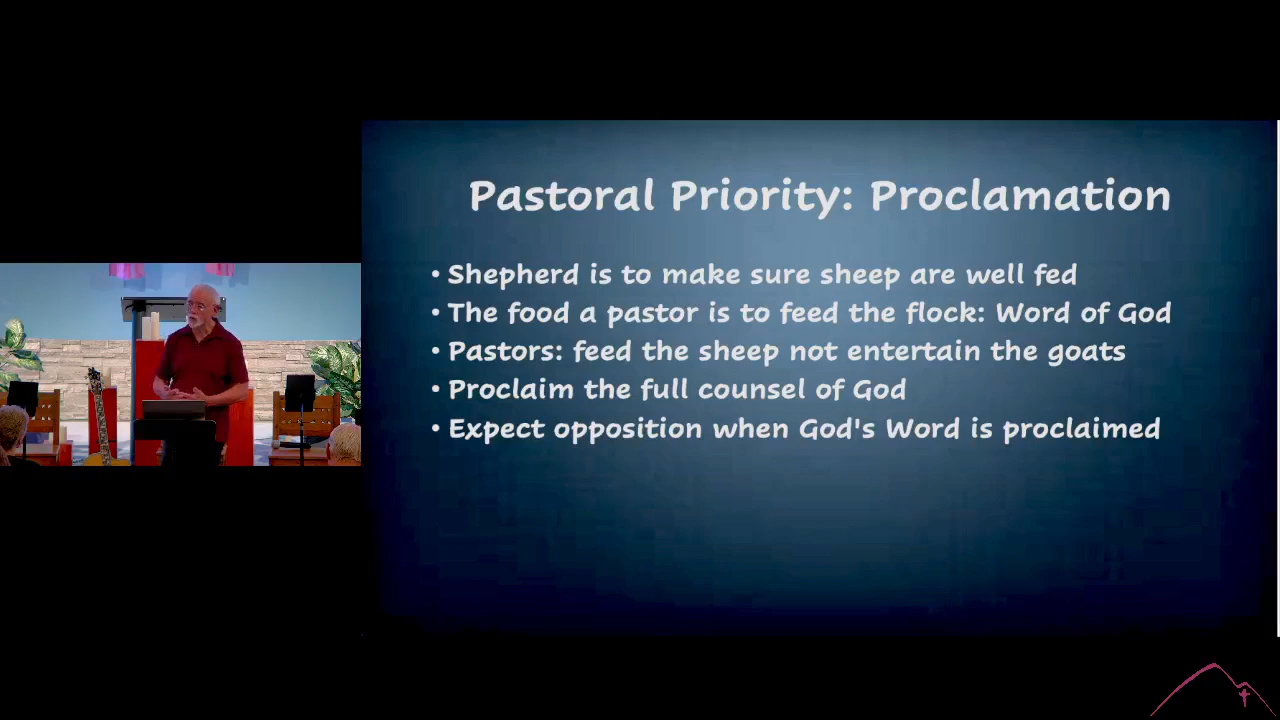 Pastoral Priority: Proclamation
• Shepherd is to make sure sheep are well fed
• The food a pastor is to feed the flock: Word of God
• Pastors: feed the sheep not entertain the goats
• Proclaim the full counsel of God
• Expect opposition when God's Word is proclaimed